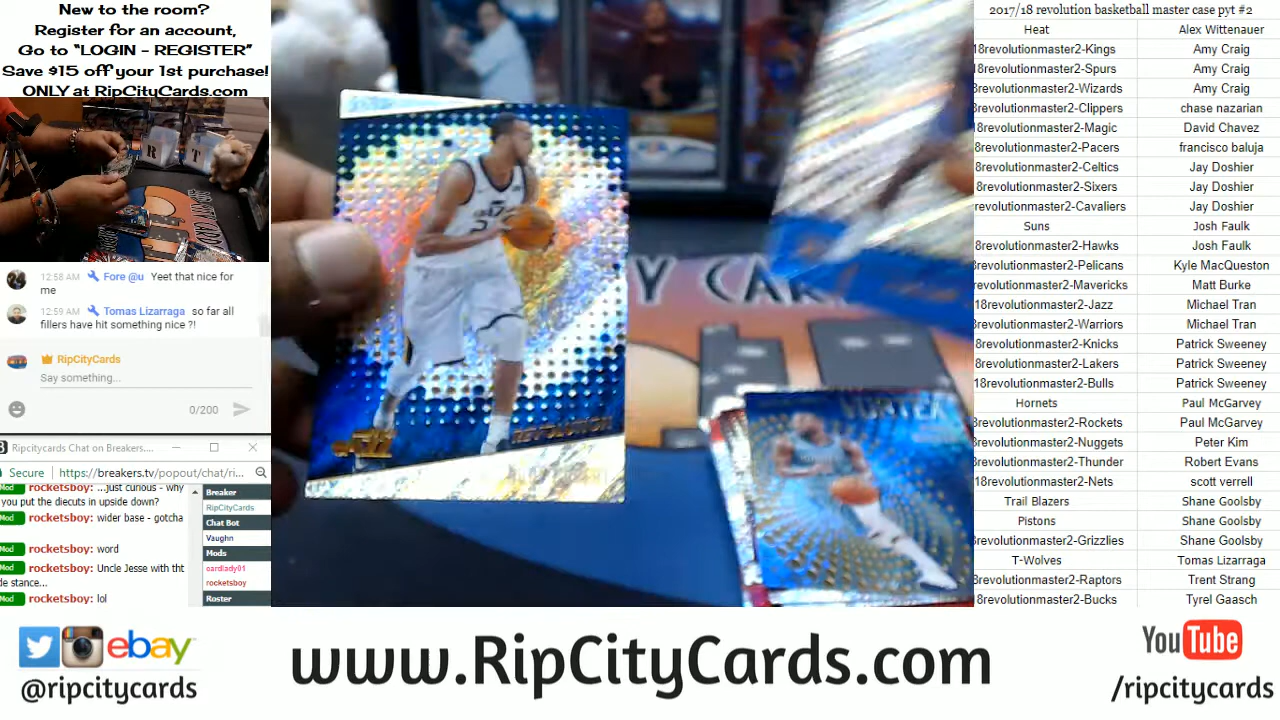 New to the room?
Register for an account,
Go to "LOGIN - REGISTER"
Save $15 off your 1st purchase!
ONLY at RipCityCards.com
R T
12:58 AM Fore @u Yeet that nice for
me
12:59 AM Tomas Lizarraga so far all
fillers have hit something nice ?!
RipCityCards
Say something...
0/200
Ripcitycards Chat on Breakers....
Secure https://breakers.tv/popout/chat/ri...
Mod rocketsboy: ...just curious - why
you put the diecuts in upside down?
Mod rocketsboy: wider base - gotcha
Mod rocketsboy: word
Mod rocketsboy: Uncle Jesse with tht
de stance...
Mod rocketsboy: lol
Breaker
RipCityCards
Chat Bot
Vaughn
Mods
cardlady01
rocketsboy
Roster
JAZZ
REVOLUTION
Y CAR
VORTEX
2017/18 revolution basketball master case pyt #2
Heat Alex Wittenauer
18revolutionmaster2-Kings Amy Craig
18revolutionmaster2-Spurs Amy Craig
8revolutionmaster2-Wizards Amy Craig
8revolutionmaster2-Clippers chase nazarian
18revolutionmaster2-Magic David Chavez
8revolutionmaster2-Pacers francisco baluja
8revolutionmaster2-Celtics Jay Doshier
8revolutionmaster2-Sixers Jay Doshier
revolutionmaster2-Cavaliers Jay Doshier
Suns Josh Faulk
8revolutionmaster2-Hawks Josh Faulk
revolutionmaster2-Pelicans Kyle MacQueston
revolutionmaster2-Mavericks Matt Burke
18revolutionmaster2-Jazz Michael Tran
revolutionmaster2-Warriors Michael Tran
8revolutionmaster2-Knicks Patrick Sweeney
8revolutionmaster2-Lakers Patrick Sweeney
18revolutionmaster2-Bulls Patrick Sweeney
Hornets Paul McGarvey
8revolutionmaster2-Rockets Paul McGarvey
8revolutionmaster2-Nuggets Peter Kim
8revolutionmaster2-Thunder Robert Evans
18revolutionmaster2-Nets scott verrell
Trail Blazers Shane Goolsby
Pistons Shane Goolsby
8revolutionmaster2-Grizzlies Shane Goolsby
T-Wolves Tomas Lizarraga
8revolutionmaster2-Raptors Trent Strang
8revolutionmaster2-Bucks Tyrel Gaasch
ebay
@ripcitycards
www.RipCityCards.com
YouTube
/ripcitycards